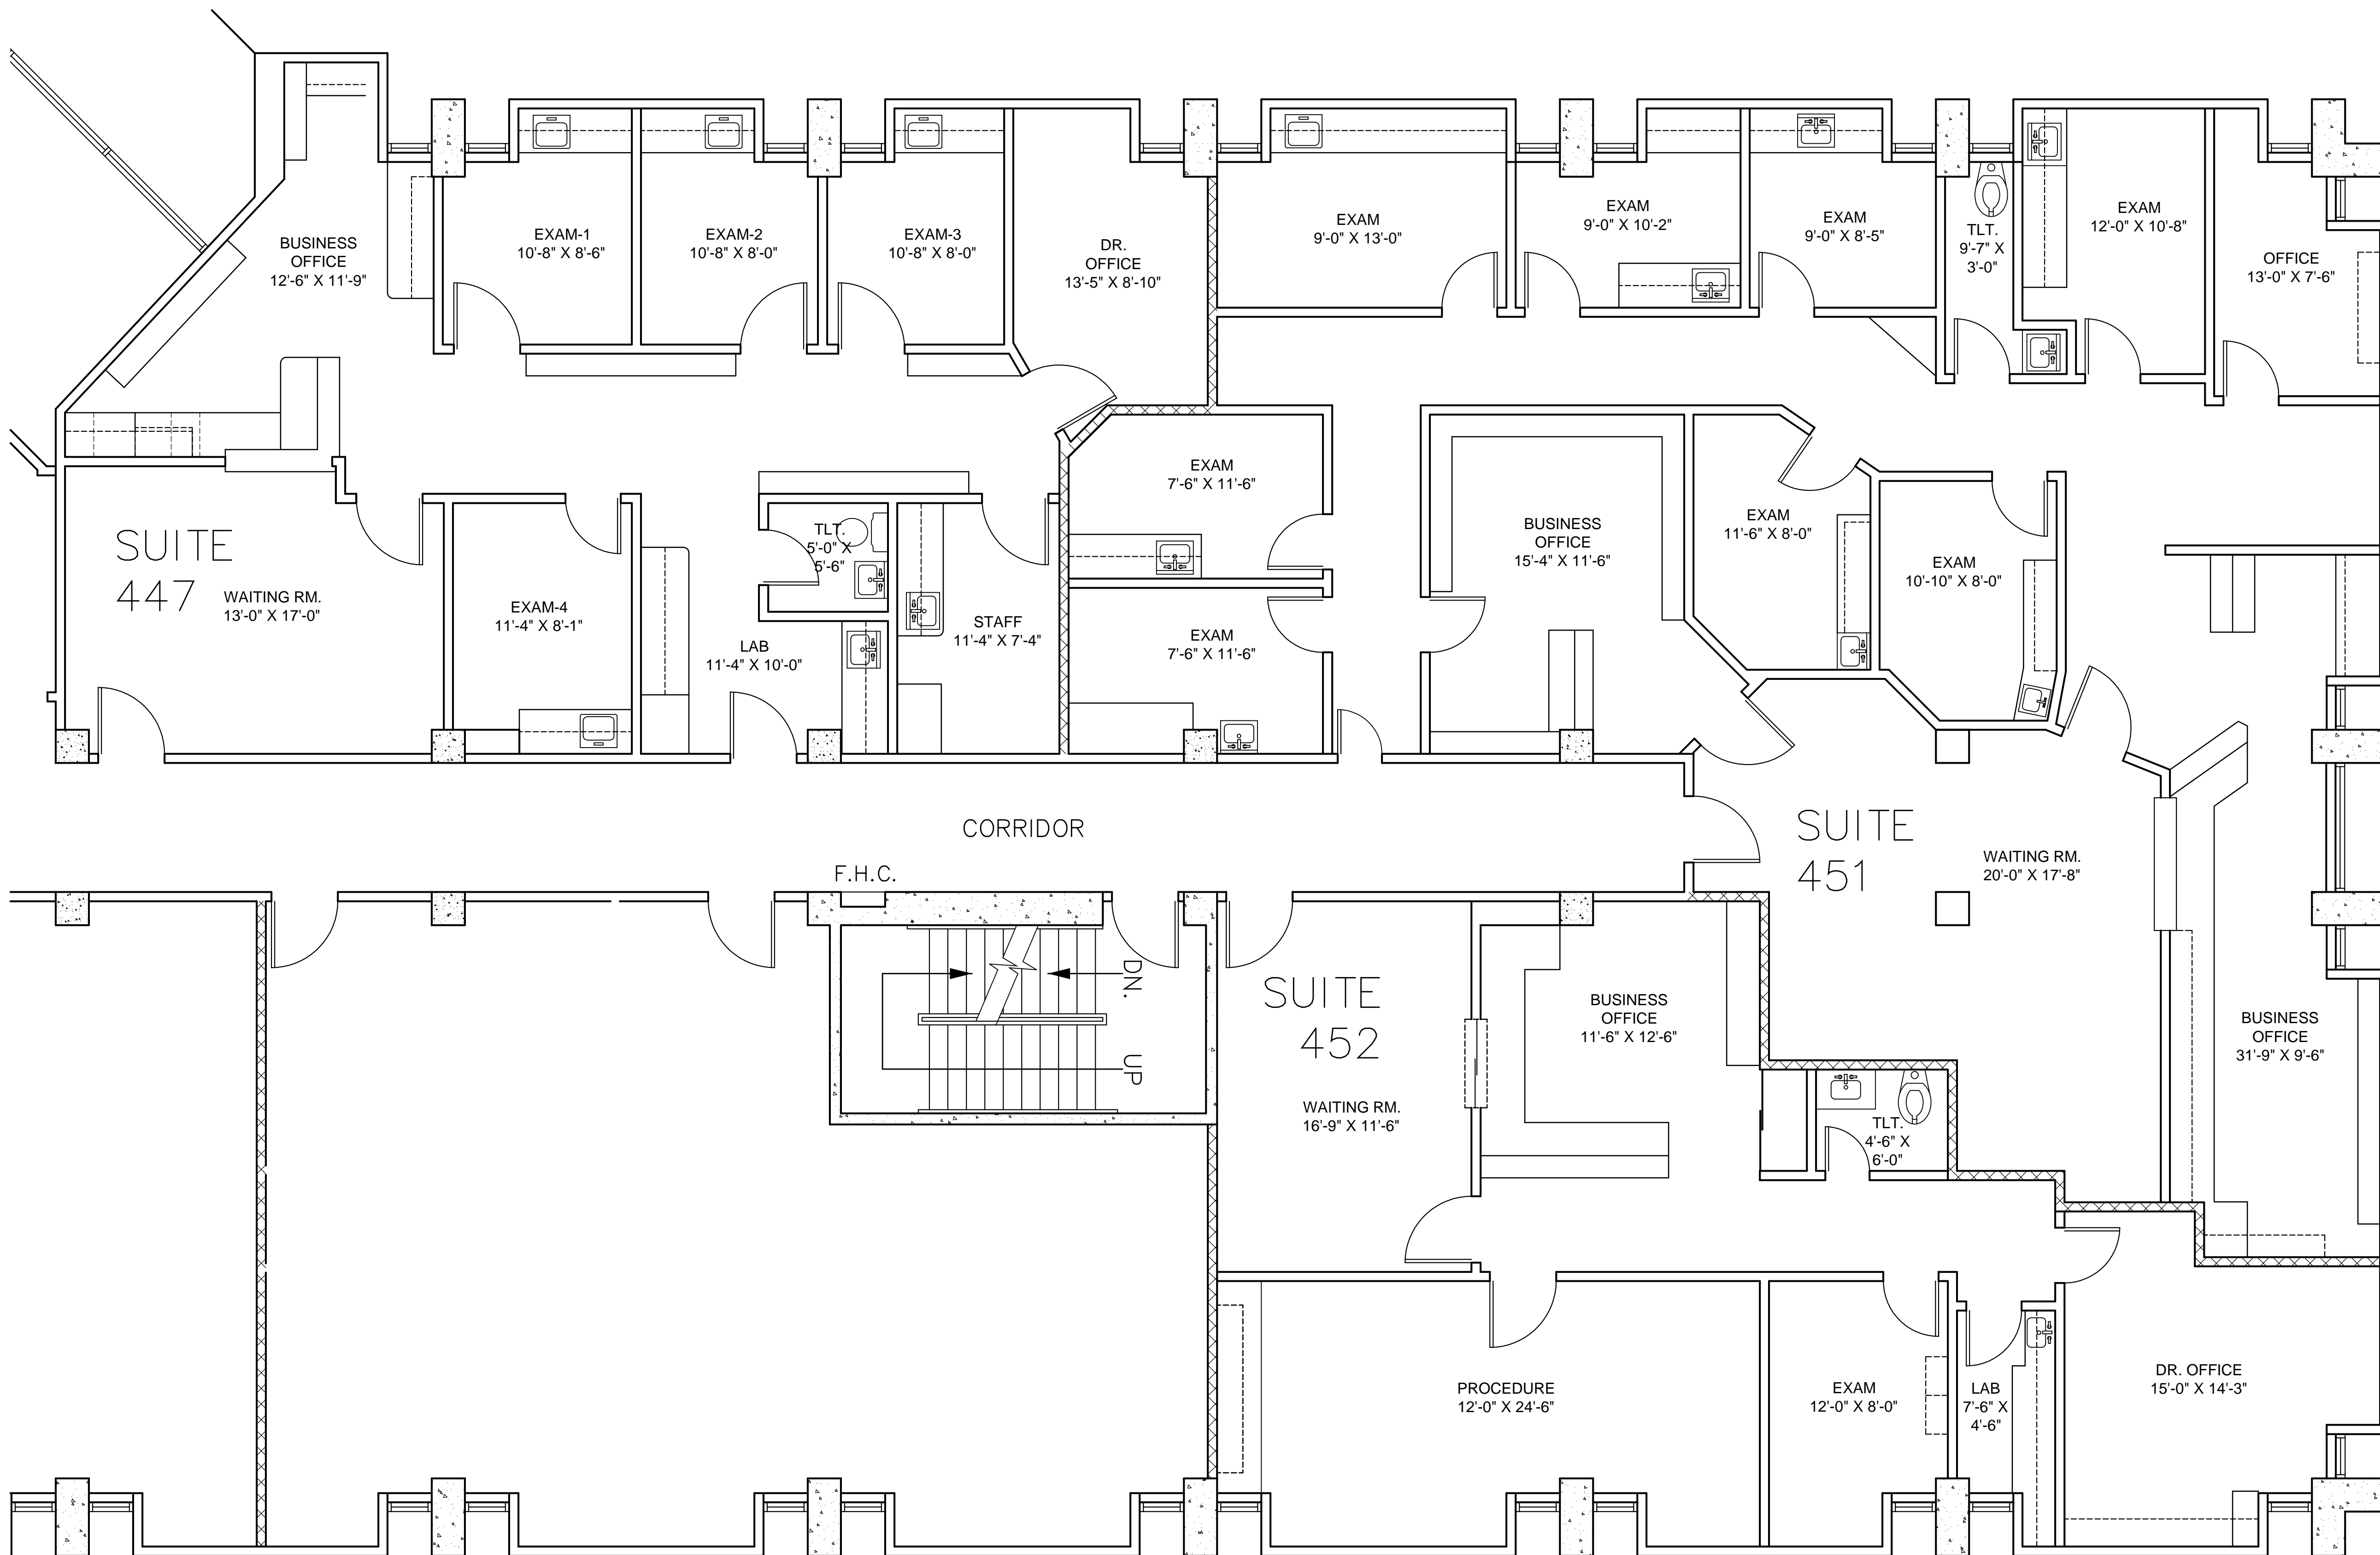 BUSINESS
OFFICE
12'-6" X 11'-9"
EXAM-1
10'-8" X 8'-6"
EXAM-2
10'-8" X 8'-0"
EXAM-3
10'-8" X 8'-0"
DR.
OFFICE
13'-5" X 8'-10"
EXAM
9'-0" X 13'-0"
EXAM
9'-0" X 10'-2"
EXAM
9'-0" X 8'-5"
TLT.
9'-7" X
3'-0"
EXAM
12'-0" X 10'-8"
OFFICE
13'-0" X 7'-6"
SUITE
447
WAITING RM.
13'-0" X 17'-0"
EXAM-4
11'-4" X 8'-1"
TLT.
5'-0" X
5'-6"
LAB
11'-4" X 10'-0"
STAFF
11'-4" X 7'-4"
EXAM
7'-6" X 11'-6"
EXAM
7'-6" X 11'-6"
BUSINESS
OFFICE
15'-4" X 11'-6"
EXAM
11'-6" X 8'-0"
EXAM
10'-10" X 8'-0"
CORRIDOR
F.H.C.
SUITE
451
WAITING RM.
20'-0" X 17'-8"
DN.
UP
SUITE
452
WAITING RM.
16'-9" X 11'-6"
BUSINESS
OFFICE
11'-6" X 12'-6"
TLT.
4'-6" X
6'-0"
BUSINESS
OFFICE
31'-9" X 9'-6"
PROCEDURE
12'-0" X 24'-6"
EXAM
12'-0" X 8'-0"
LAB
7'-6" X
4'-6"
DR. OFFICE
15'-0" X 14'-3"